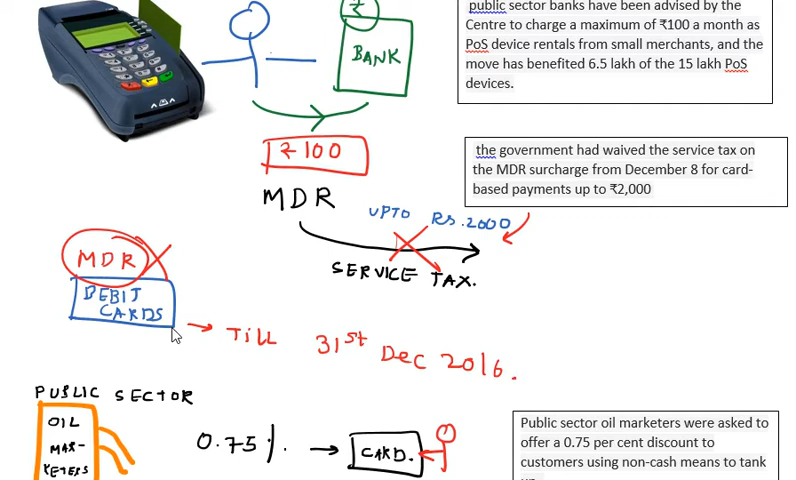 public sector banks have been advised by the
Centre to charge a maximum of ₹100 a month as
PoS device rentals from small merchants, and the
move has benefited 6.5 lakh of the 15 lakh PoS
devices.
₹
BANK
₹100
MDR
the government had waived the service tax on
the MDR surcharge from December 8 for card-
based payments up to ₹2,000
UPTO Rs.2000
SERVICE TAX.
MDR
DEBIT
CARDS
Till 31st Dec 2016.
PUBLIC SECTOR
OIL
MAR-
KETERS
0.75%.
CARD.
Public sector oil marketers were asked to
offer a 0.75 per cent discount to
customers using non-cash means to tank